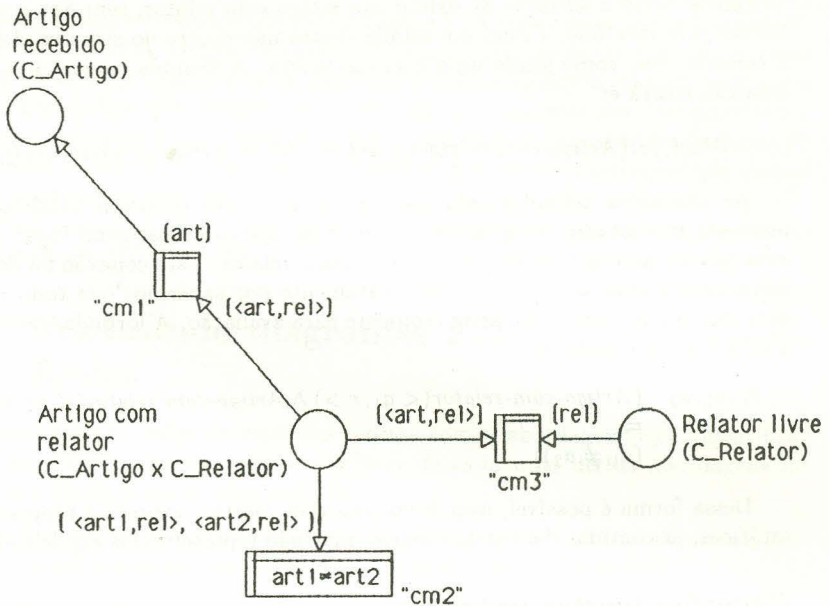 Artigo
recebido
(C_Artigo)
{art}
"cm1"
{<art,rel>}
Artigo com
relator
(C_Artigo x C_Relator)
{<art,rel>}
{rel}
Relator livre
(C_Relator)
"cm3"
{ <art1,rel>, <art2,rel> }
art1≠art2
"cm2"